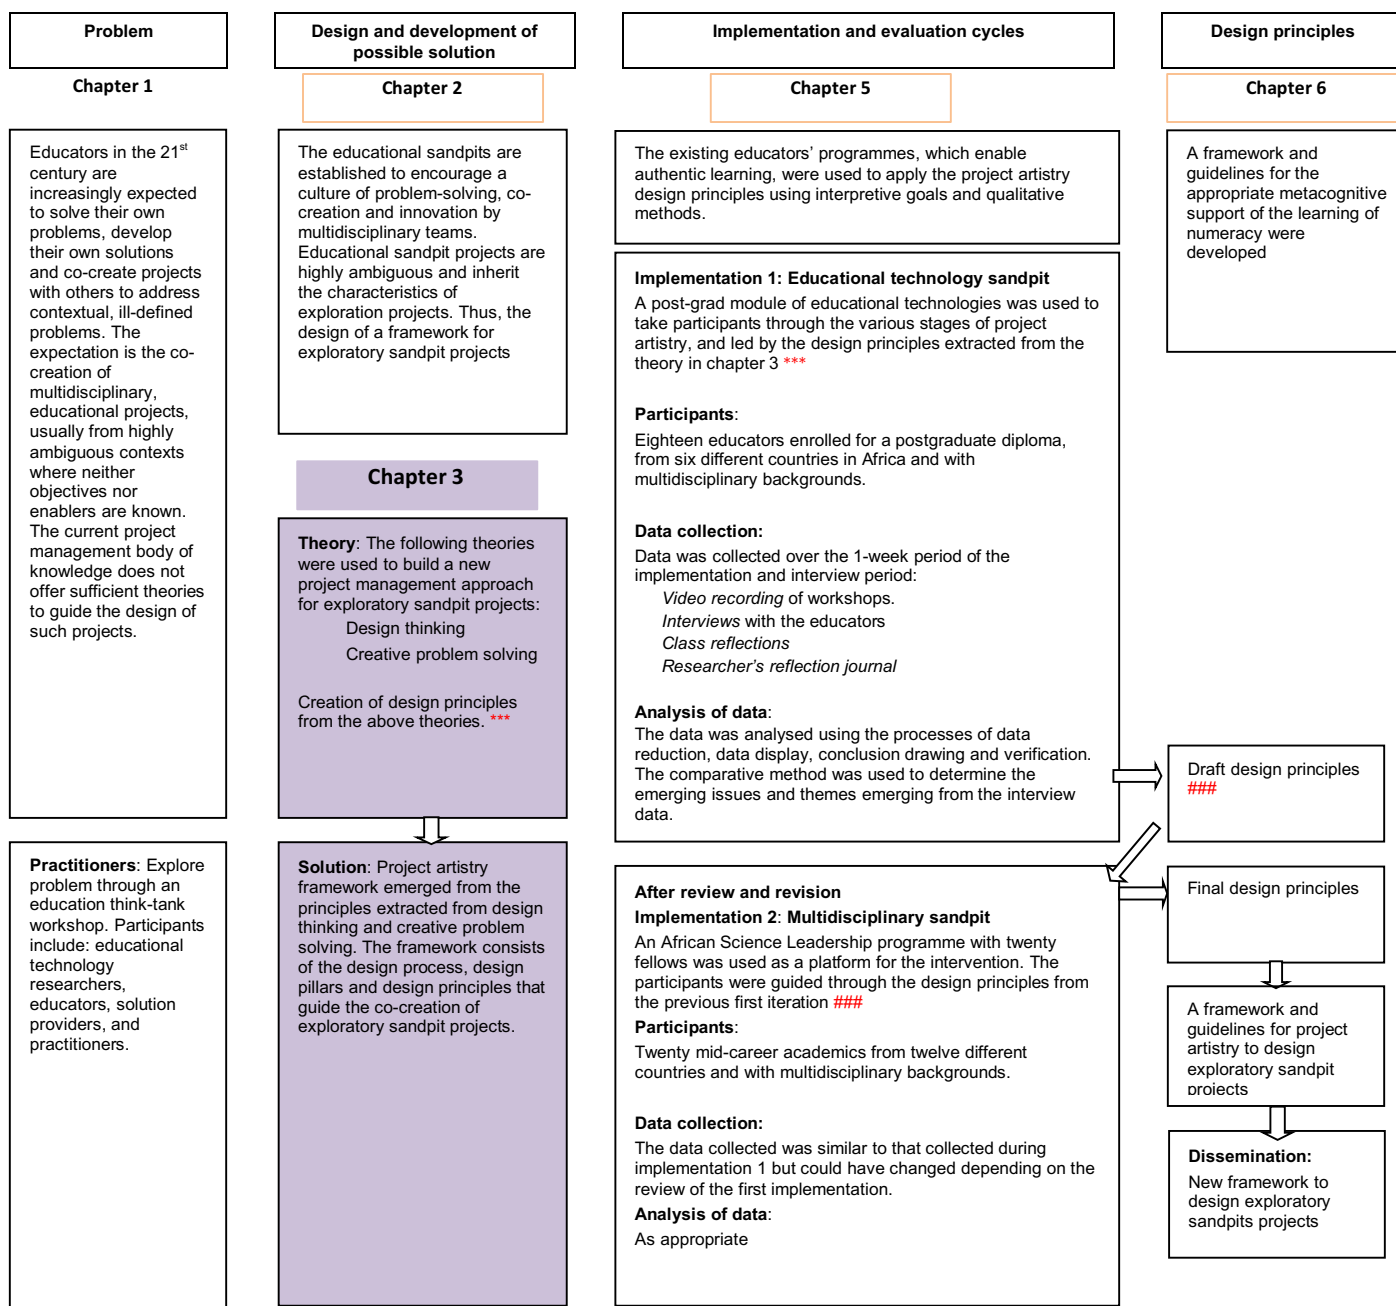 Problem
Chapter 1
Educators in the 21st
century are
increasingly expected
to solve their own
problems, develop
their own solutions
and co-create projects
with others to address
contextual, ill-defined
problems. The
expectation is the co-
creation of
multidisciplinary,
educational projects,
usually from highly
ambiguous contexts
where neither
objectives nor
enablers are known.
The current project
management body of
knowledge does not
offer sufficient theories
to guide the design of
such projects.
Practitioners: Explore
problem through an
education think-tank
workshop. Participants
include: educational
technology
researchers,
educators, solution
providers, and
practitioners.
Design and development of
possible solution
Chapter 2
The educational sandpits are
established to encourage a
culture of problem-solving, co-
creation and innovation by
multidisciplinary teams.
Educational sandpit projects are
highly ambiguous and inherit
the characteristics of
exploration projects. Thus, the
design of a framework for
exploratory sandpit projects
Chapter 3
Theory: The following theories
were used to build a new
project management approach
for exploratory sandpit projects:
Design thinking
Creative problem solving
Creation of design principles
from the above theories. ***
Solution: Project artistry
framework emerged from the
principles extracted from design
thinking and creative problem
solving. The framework consists
of the design process, design
pillars and design principles that
guide the co-creation of
exploratory sandpit projects.
Implementation and evaluation cycles
Chapter 5
The existing educators’ programmes, which enable
authentic learning, were used to apply the project artistry
design principles using interpretive goals and qualitative
methods.
Implementation 1: Educational technology sandpit
A post-grad module of educational technologies was used to
take participants through the various stages of project
artistry, and led by the design principles extracted from the
theory in chapter 3 ***
Participants:
Eighteen educators enrolled for a postgraduate diploma,
from six different countries in Africa and with
multidisciplinary backgrounds.
Data collection:
Data was collected over the 1-week period of the
implementation and interview period:
Video recording of workshops.
Interviews with the educators
Class reflections
Researcher’s reflection journal
Analysis of data:
The data was analysed using the processes of data
reduction, data display, conclusion drawing and verification.
The comparative method was used to determine the
emerging issues and themes emerging from the interview
data.
After review and revision
Implementation 2: Multidisciplinary sandpit
An African Science Leadership programme with twenty
fellows was used as a platform for the intervention. The
participants were guided through the design principles from
the previous first iteration ###
Participants:
Twenty mid-career academics from twelve different
countries and with multidisciplinary backgrounds.
Data collection:
The data collected was similar to that collected during
implementation 1 but could have changed depending on the
review of the first implementation.
Analysis of data:
As appropriate
Design principles
Chapter 6
A framework and
guidelines for the
appropriate metacognitive
support of the learning of
numeracy were
developed
Draft design principles
###
Final design principles
A framework and
guidelines for project
artistry to design
exploratory sandpit
projects
Dissemination:
New framework to
design exploratory
sandpits projects